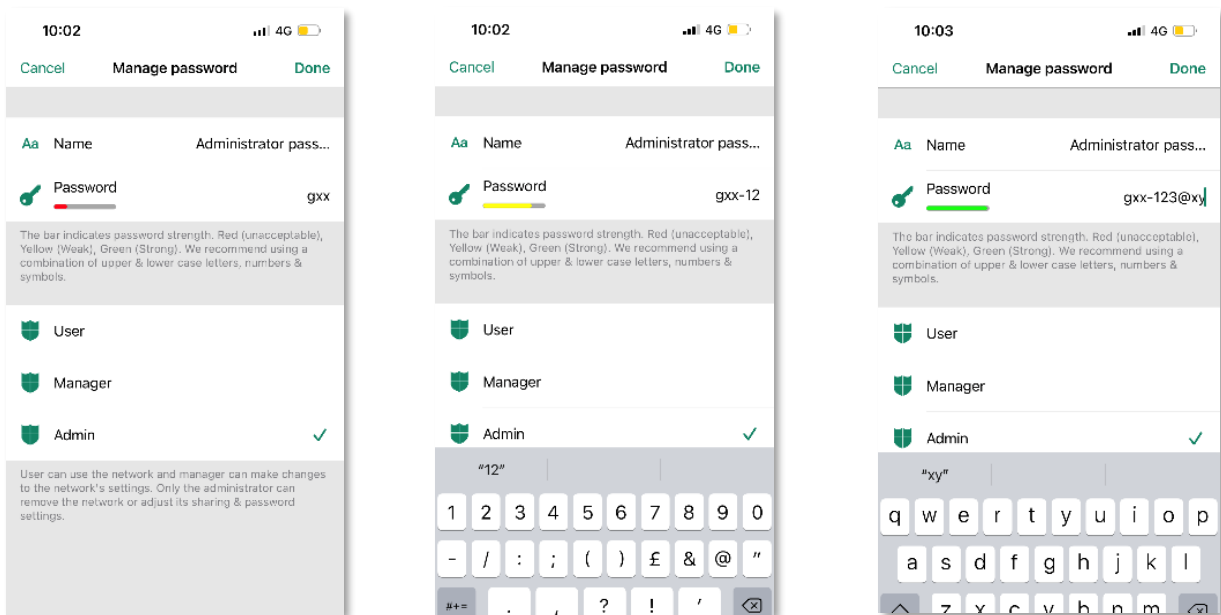 10:02
4G
Cancel
Manage password
Done
Aa Name
Administrator pass...
Password
gxx
The bar indicates password strength. Red (unacceptable),
Yellow (Weak), Green (Strong). We recommend using a
combination of upper & lower case letters, numbers &
symbols.
User
Manager
Admin
User can use the network and manager can make changes
to the network's settings. Only the administrator can
remove the network or adjust its sharing & password
settings.
10:02
4G
Cancel
Manage password
Done
Aa Name
Administrator pass...
Password
gxx-12
The bar indicates password strength. Red (unacceptable),
Yellow (Weak), Green (Strong). We recommend using a
combination of upper & lower case letters, numbers &
symbols.
User
Manager
Admin
"12"
1 2 3 4 5 6 7 8 9 0
- / : ; ( ) £ & @ "
#+= . , ? ! '
10:03
4G
Cancel
Manage password
Done
Aa Name
Administrator pass...
Password
gxx-123@xy
The bar indicates password strength. Red (unacceptable),
Yellow (Weak), Green (Strong). We recommend using a
combination of upper & lower case letters, numbers &
symbols.
User
Manager
Admin
"xy"
q w e r t y u i o p
a s d f g h j k l
z x c v b n m